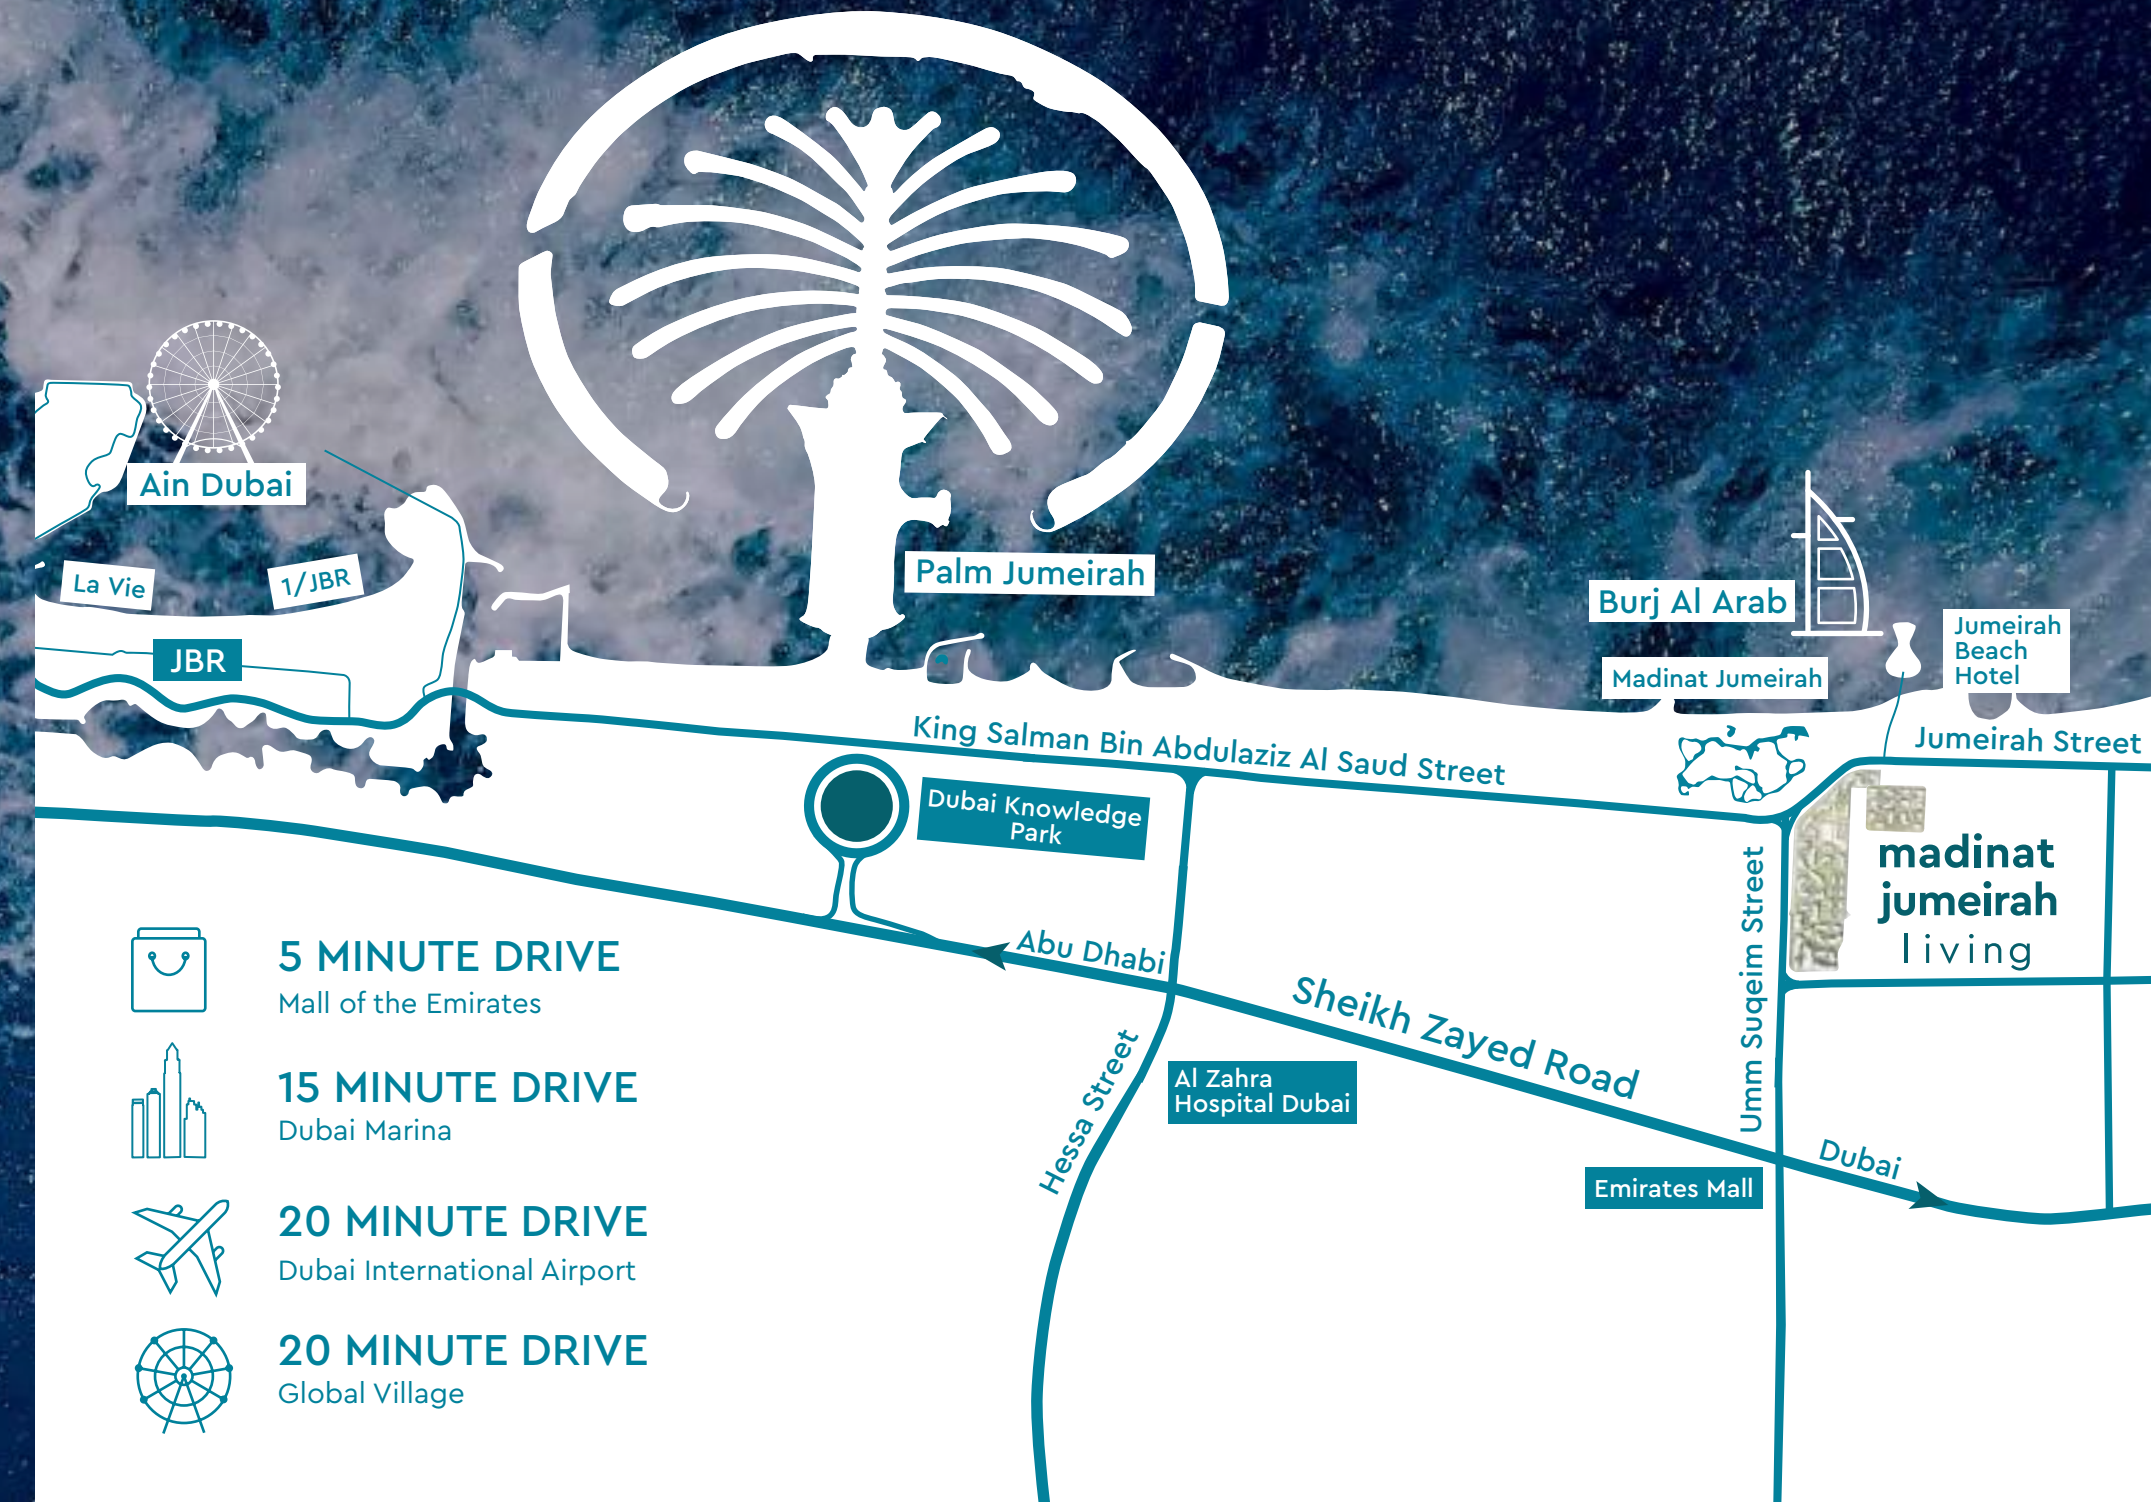 Ain Dubai
La Vie
1/JBR
JBR
Palm Jumeirah
Burj Al Arab
Jumeirah
Beach
Hotel
Madinat Jumeirah
King Salman Bin Abdulaziz Al Saud Street
Jumeirah Street
Dubai Knowledge
Park
madinat
jumeirah
living
Umm Suqeim Street
Abu Dhabi
Sheikh Zayed Road
Hessa Street
Al Zahra
Hospital Dubai
Dubai
Emirates Mall
5 MINUTE DRIVE
Mall of the Emirates
15 MINUTE DRIVE
Dubai Marina
20 MINUTE DRIVE
Dubai International Airport
20 MINUTE DRIVE
Global Village